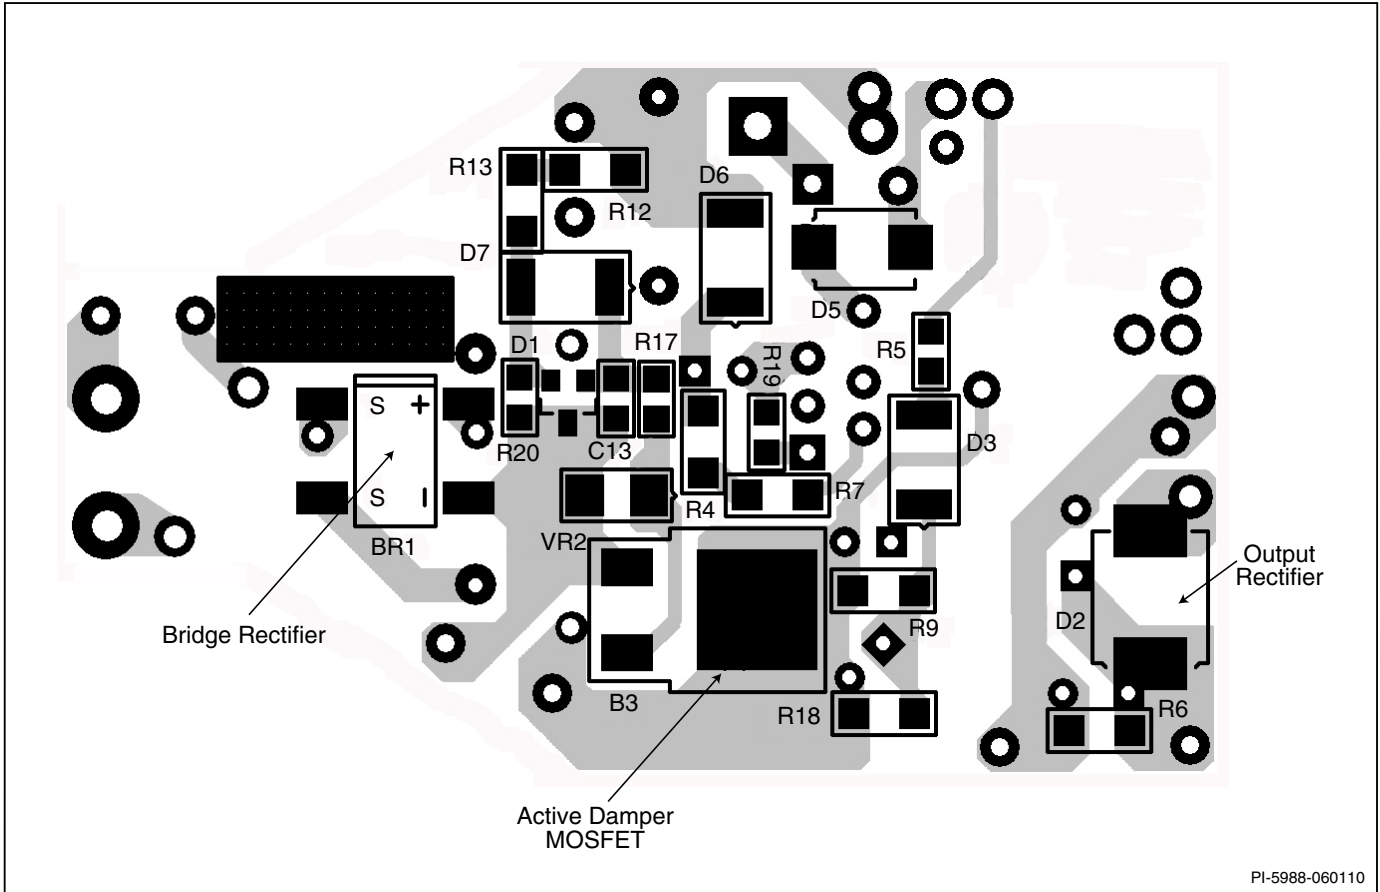 R13
D6
R12
D7
D5
D1
R17
R19
R5
S +
D3
R20
C13
S –
R7
R4
VR2
BR1
Output
Rectifier
D2
R9
Bridge Rectifier
B3
R18
R6
Active Damper
MOSFET
PI-5988-060110